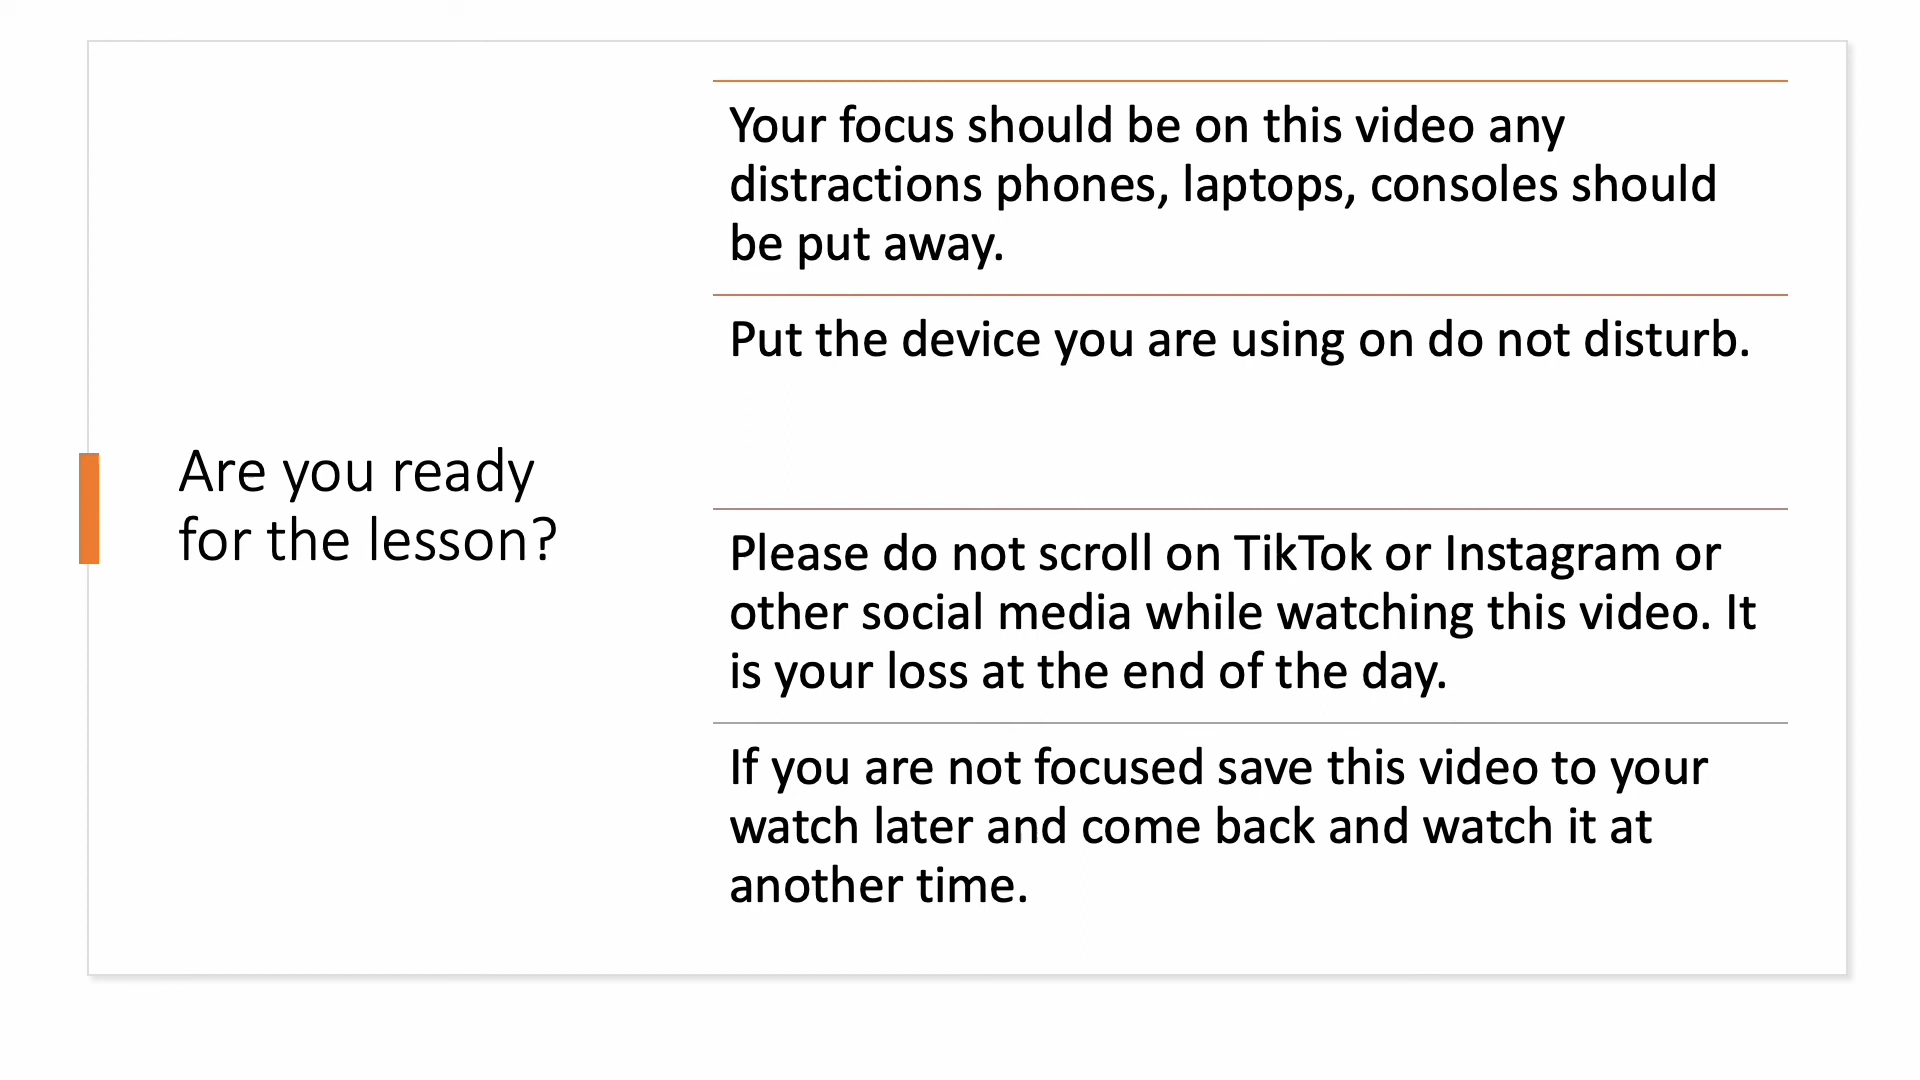 Are you ready
for the lesson?
Your focus should be on this video any
distractions phones, laptops, consoles should
be put away.
Put the device you are using on do not disturb.
Please do not scroll on TikTok or Instagram or
other social media while watching this video. It
is your loss at the end of the day.
If you are not focused save this video to your
watch later and come back and watch it at
another time.